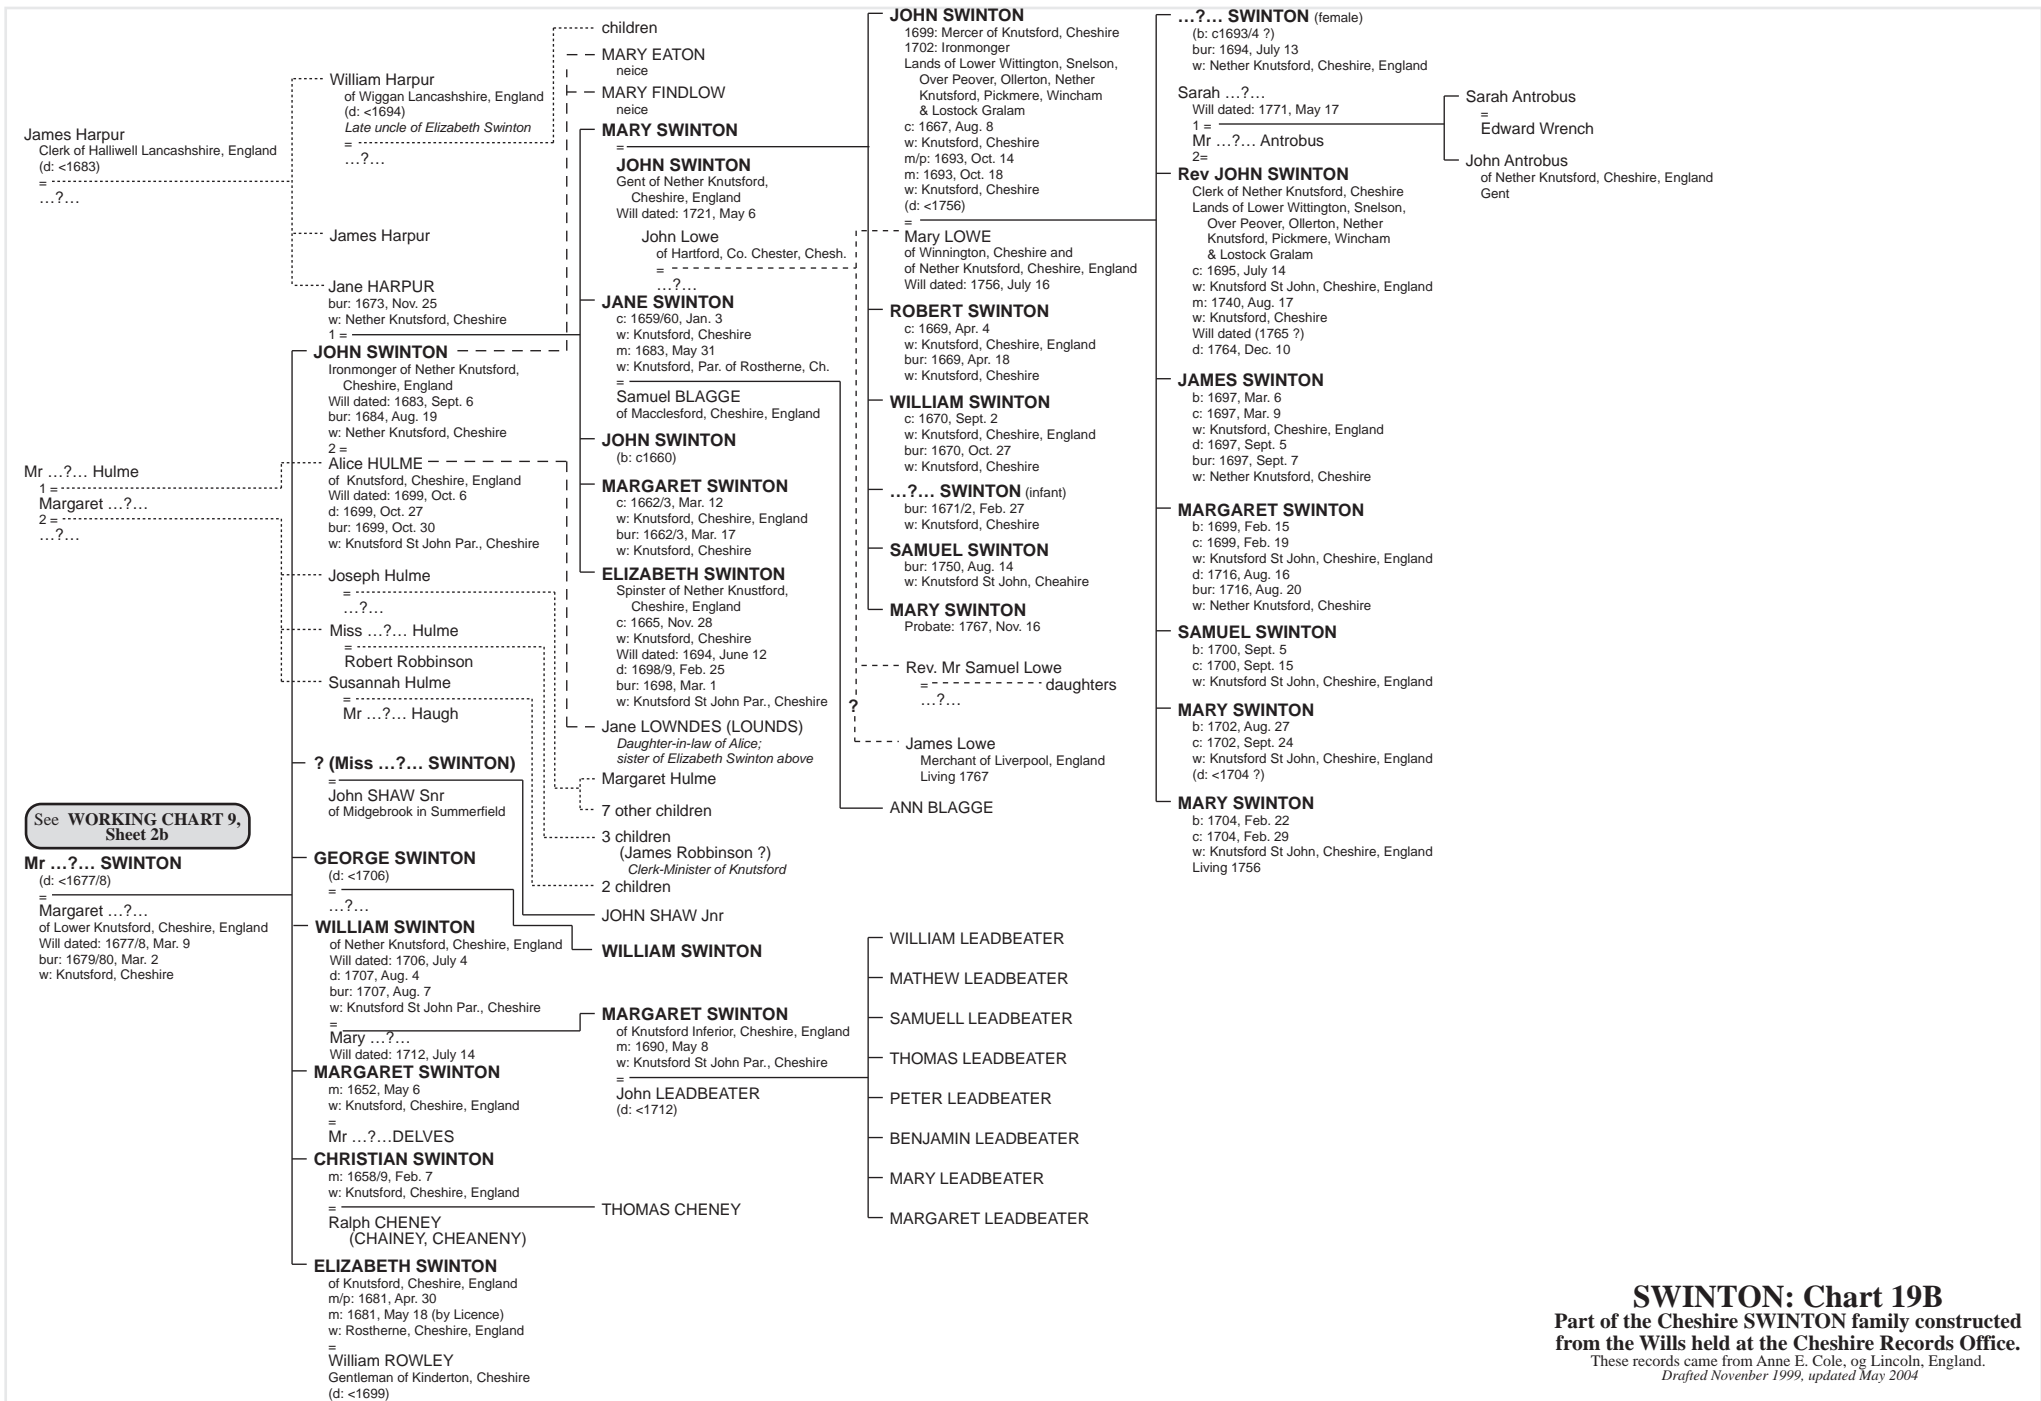 James Harpur
Clerk of Halliwell Lancashshire, England
(d: <1683)
=
…?…
Mr …?… Hulme
1 =
Margaret …?…
2 =
…?…
See WORKING CHART 9,
Sheet 2b
Mr …?… SWINTON
(d: <1677/8)
=
Margaret …?…
of Lower Knutsford, Cheshire, England
Will dated: 1677/8, Mar. 9
bur: 1679/80, Mar. 2
w: Knutsford, Cheshire
William Harpur
of Wiggan Lancashshire, England
(d: <1694)
Late uncle of Elizabeth Swinton
=
…?…
James Harpur
Jane HARPUR
bur: 1673, Nov. 25
w: Nether Knutsford, Cheshire
1 =
JOHN SWINTON
Ironmonger of Nether Knutsford,
Cheshire, England
Will dated: 1683, Sept. 6
bur: 1684, Aug. 19
w: Nether Knutsford, Cheshire
2 =
Alice HULME
of Knutsford, Cheshire, England
Will dated: 1699, Oct. 6
d: 1699, Oct. 27
bur: 1699, Oct. 30
w: Knutsford St John Par., Cheshire
Joseph Hulme
=
…?…
Miss …?… Hulme
=
Robert Robbinson
Susannah Hulme
=
Mr …?… Haugh
? (Miss …?… SWINTON)
=
John SHAW Snr
of Midgebrook in Summerfield
GEORGE SWINTON
(d: <1706)
=
…?…
WILLIAM SWINTON
of Nether Knutsford, Cheshire, England
Will dated: 1706, July 4
d: 1707, Aug. 4
bur: 1707, Aug. 7
w: Knutsford St John Par., Cheshire
=
Mary …?…
Will dated: 1712, July 14
MARGARET SWINTON
m: 1652, May 6
w: Knutsford, Cheshire, England
=
Mr …?…DELVES
CHRISTIAN SWINTON
m: 1658/9, Feb. 7
w: Knutsford, Cheshire, England
=
Ralph CHENEY
(CHAINEY, CHEANENY)
ELIZABETH SWINTON
of Knutsford, Cheshire, England
m/p: 1681, Apr. 30
m: 1681, May 18 (by Licence)
w: Rostherne, Cheshire, England
=
William ROWLEY
Gentleman of Kinderton, Cheshire
(d: <1699)
children
MARY EATON
neice
MARY FINDLOW
neice
MARY SWINTON
=
JOHN SWINTON
Gent of Nether Knutsford,
Cheshire, England
Will dated: 1721, May 6
John Lowe
of Hartford, Co. Chester, Chesh.
=
…?…
JANE SWINTON
c: 1659/60, Jan. 3
w: Knutsford, Cheshire
m: 1683, May 31
w: Knutsford, Par. of Rostherne, Ch.
=
Samuel BLAGGE
of Macclesford, Cheshire, England
JOHN SWINTON
(b: c1660)
MARGARET SWINTON
c: 1662/3, Mar. 12
w: Knutsford, Cheshire, England
bur: 1662/3, Mar. 17
w: Knutsford, Cheshire
ELIZABETH SWINTON
Spinster of Nether Knustford,
Cheshire, England
c: 1665, Nov. 28
w: Knutsford, Cheshire
Will dated: 1694, June 12
d: 1698/9, Feb. 25
bur: 1698, Mar. 1
w: Knutsford St John Par., Cheshire
Jane LOWNDES (LOUNDS)
Daughter-in-law of Alice;
sister of Elizabeth Swinton above
Margaret Hulme
7 other children
3 children
(James Robbinson ?)
Clerk-Minister of Knutsford
2 children
JOHN SHAW Jnr
WILLIAM SWINTON
MARGARET SWINTON
of Knutsford Inferior, Cheshire, England
m: 1690, May 8
w: Knutsford St John Par., Cheshire
=
John LEADBEATER
(d: <1712)
THOMAS CHENEY
JOHN SWINTON
1699: Mercer of Knutsford, Cheshire
1702: Ironmonger
Lands of Lower Wittington, Snelson,
Over Peover, Ollerton, Nether
Knutsford, Pickmere, Wincham
& Lostock Gralam
c: 1667, Aug. 8
w: Knutsford, Cheshire
m/p: 1693, Oct. 14
m: 1693, Oct. 18
w: Knutsford, Cheshire
(d: <1756)
=
Mary LOWE
of Winnington, Cheshire and
of Nether Knutsford, Cheshire, England
Will dated: 1756, July 16
ROBERT SWINTON
c: 1669, Apr. 4
w: Knutsford, Cheshire, England
bur: 1669, Apr. 18
w: Knutsford, Cheshire
WILLIAM SWINTON
c: 1670, Sept. 2
w: Knutsford, Cheshire, England
bur: 1670, Oct. 27
w: Knutsford, Cheshire
…?… SWINTON (infant)
bur: 1671/2, Feb. 27
w: Knutsford, Cheshire
SAMUEL SWINTON
bur: 1750, Aug. 14
w: Knutsford St John, Cheahire
MARY SWINTON
Probate: 1767, Nov. 16
Rev. Mr Samuel Lowe
= daughters
…?…
?
James Lowe
Merchant of Liverpool, England
Living 1767
ANN BLAGGE
WILLIAM LEADBEATER
MATHEW LEADBEATER
SAMUELL LEADBEATER
THOMAS LEADBEATER
PETER LEADBEATER
BENJAMIN LEADBEATER
MARY LEADBEATER
MARGARET LEADBEATER
…?… SWINTON (female)
(b: c1693/4 ?)
bur: 1694, July 13
w: Nether Knutsford, Cheshire, England
Sarah …?…
Will dated: 1771, May 17
1 =
Mr …?… Antrobus
2=
Rev JOHN SWINTON
Clerk of Nether Knutsford, Cheshire
Lands of Lower Wittington, Snelson,
Over Peover, Ollerton, Nether
Knutsford, Pickmere, Wincham
& Lostock Gralam
c: 1695, July 14
w: Knutsford St John, Cheshire, England
m: 1740, Aug. 17
w: Knutsford, Cheshire
Will dated (1765 ?)
d: 1764, Dec. 10
JAMES SWINTON
b: 1697, Mar. 6
c: 1697, Mar. 9
w: Knutsford, Cheshire, England
d: 1697, Sept. 5
bur: 1697, Sept. 7
w: Nether Knutsford, Cheshire
MARGARET SWINTON
b: 1699, Feb. 15
c: 1699, Feb. 19
w: Knutsford St John, Cheshire, England
d: 1716, Aug. 16
bur: 1716, Aug. 20
w: Nether Knutsford, Cheshire
SAMUEL SWINTON
b: 1700, Sept. 5
c: 1700, Sept. 15
w: Knutsford St John, Cheshire, England
MARY SWINTON
b: 1702, Aug. 27
c: 1702, Sept. 24
w: Knutsford St John, Cheshire, England
(d: <1704 ?)
MARY SWINTON
b: 1704, Feb. 22
c: 1704, Feb. 29
w: Knutsford St John, Cheshire, England
Living 1756
Sarah Antrobus
=
Edward Wrench
John Antrobus
of Nether Knutsford, Cheshire, England
Gent
SWINTON: Chart 19B
Part of the Cheshire SWINTON family constructed
from the Wills held at the Cheshire Records Office.
These records came from Anne E. Cole, og Lincoln, England.
Drafted Novenber 1999, updated May 2004